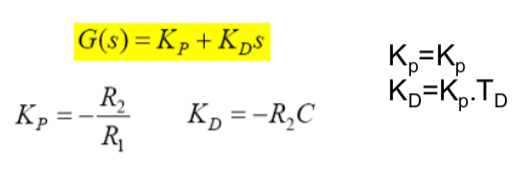 G(s) = K_P + K_D s
K_P = -R_2/R_1    K_D = -R_2C
K_p=K_p
K_D=K_p.T_D